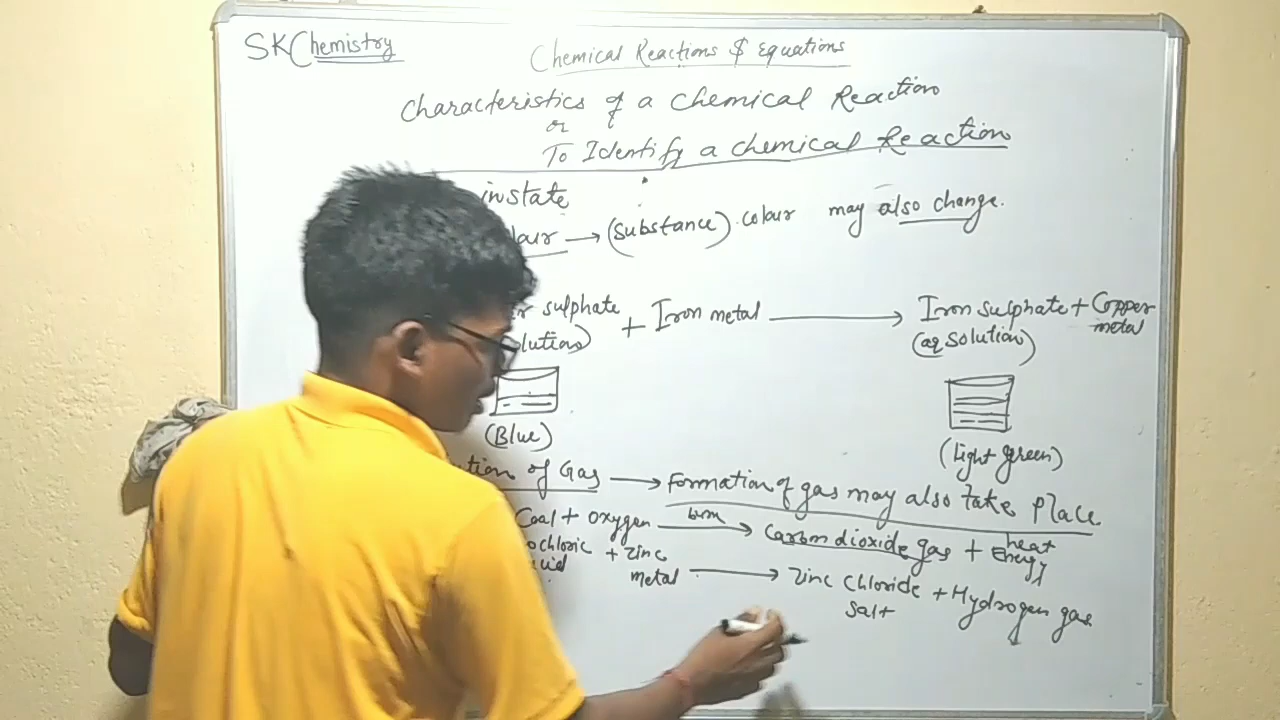 SKChemistry
Chemical Reactions & Equations
Characteristics of a Chemical Reaction
or
To Identify a chemical Reaction
in state
→ (Substance) colour may also change.
sulphate + Iron metal → Iron sulphate + Copper metal
(aq solution)
(Blue)
(Light green)
of Gas → Formation of gas may also take place
Coal + oxygen burn → Carbon dioxide gas + heat Energy
+ Zinc metal → Zinc Chloride salt + Hydrogen gas